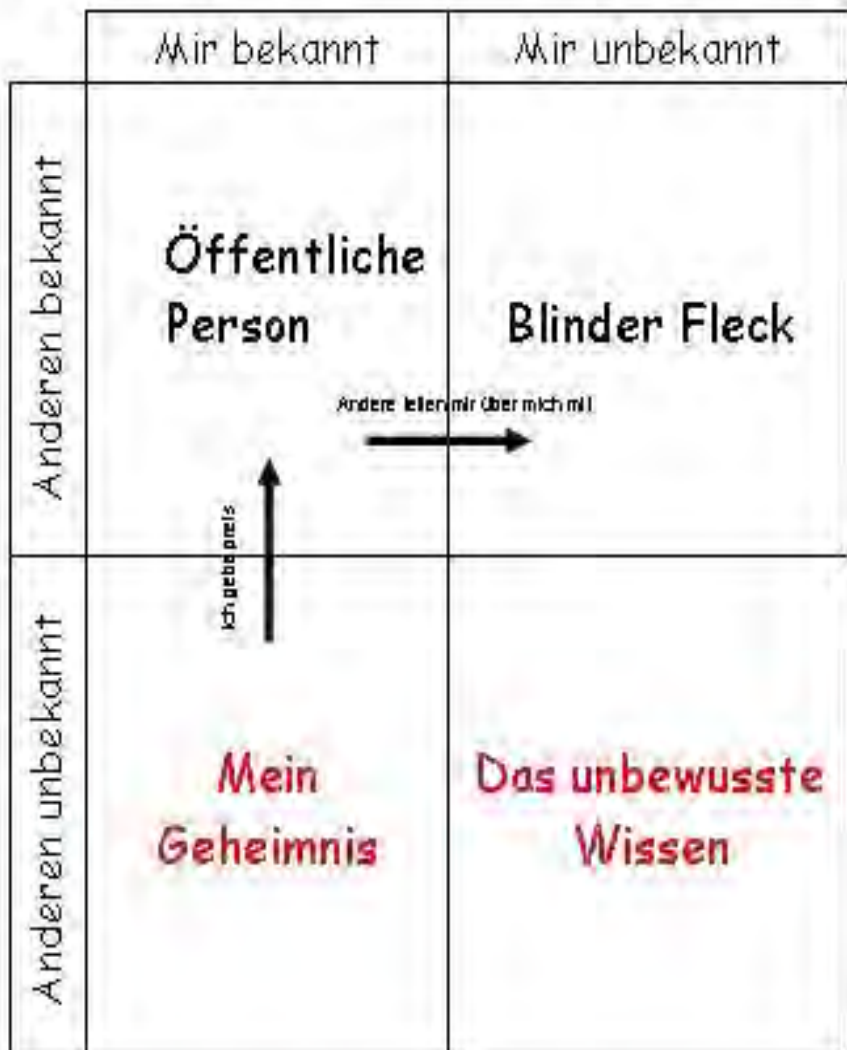 Mir bekannt
Mir unbekannt
Anderen bekannt
Öffentliche
Person
Blinder Fleck
Andere teilen mir über mich mit
Ich gebe preis
Anderen unbekannt
Mein
Geheimnis
Das unbewusste
Wissen